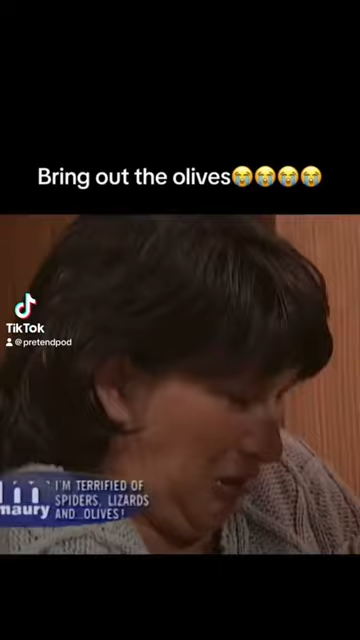 Bring out the olives😭😭😭😭
TikTok
@pretendpod
maury
I'M TERRIFIED OF
SPIDERS, LIZARDS
AND...OLIVES!